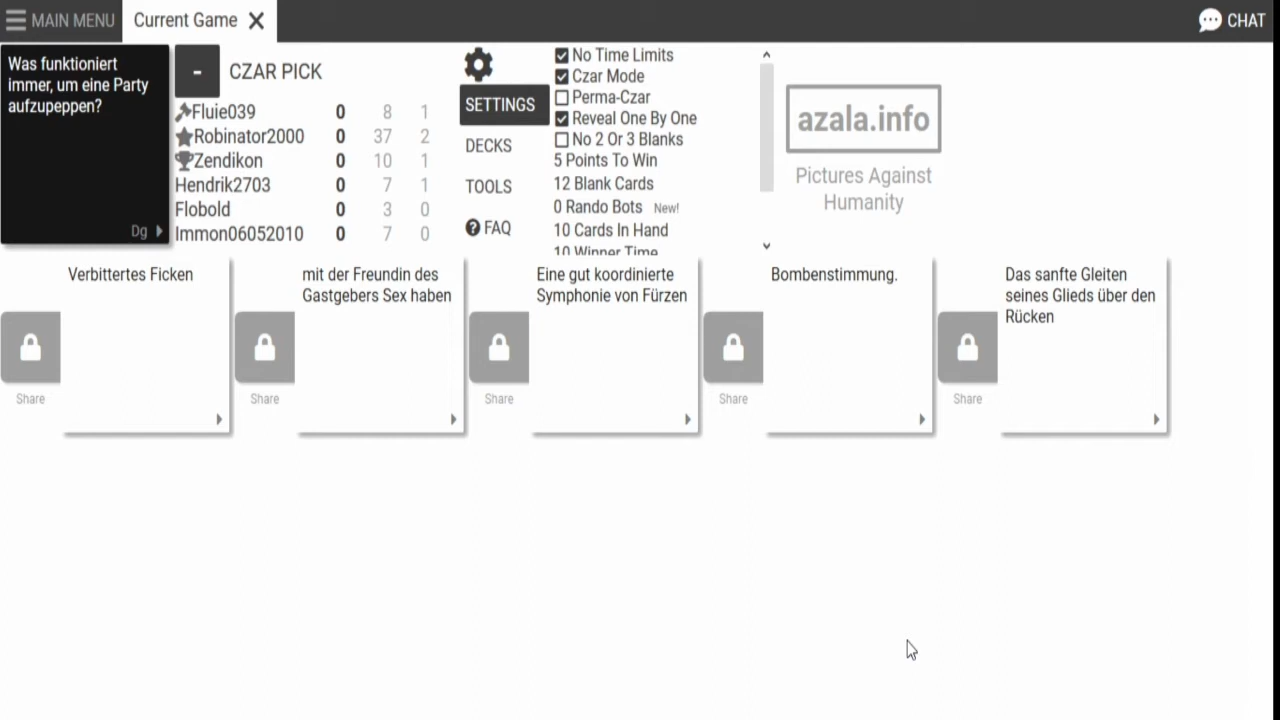 MAIN MENU
Current Game
CHAT
Was funktioniert
immer, um eine Party
aufzupeppen?
Dg
-
CZAR PICK
Fluie039 0 8 1
Robinator2000 0 37 2
Zendikon 0 10 1
Hendrik2703 0 7 1
Flobold 0 3 0
Immon06052010 0 7 0
SETTINGS
DECKS
TOOLS
? FAQ
No Time Limits
Czar Mode
Perma-Czar
Reveal One By One
No 2 Or 3 Blanks
5 Points To Win
12 Blank Cards
0 Rando Bots New!
10 Cards In Hand
10 Winner Time
azala.info
Pictures Against
Humanity
Verbittertes Ficken
Share
mit der Freundin des
Gastgebers Sex haben
Share
Eine gut koordinierte
Symphonie von Fürzen
Share
Bombenstimmung.
Share
Das sanfte Gleiten
seines Glieds über den
Rücken
Share